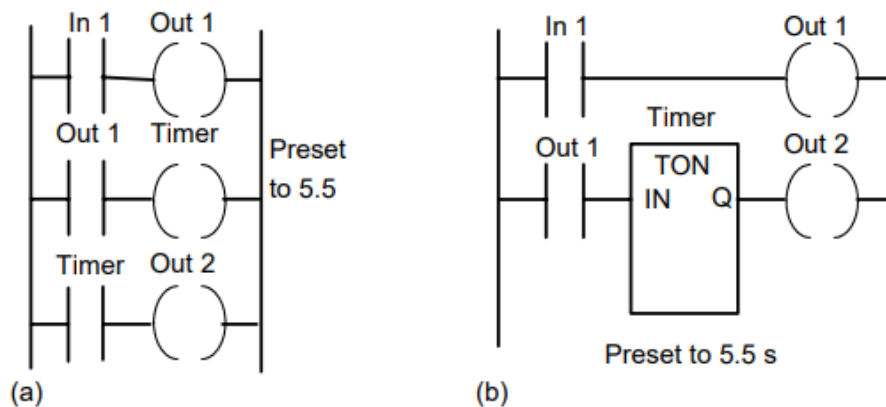 In 1 Out 1
Out 1 Timer
Preset
to 5.5
Timer Out 2
(a)
In 1 Out 1
Timer
Out 1 Out 2
TON
IN Q
Preset to 5.5 s
(b)